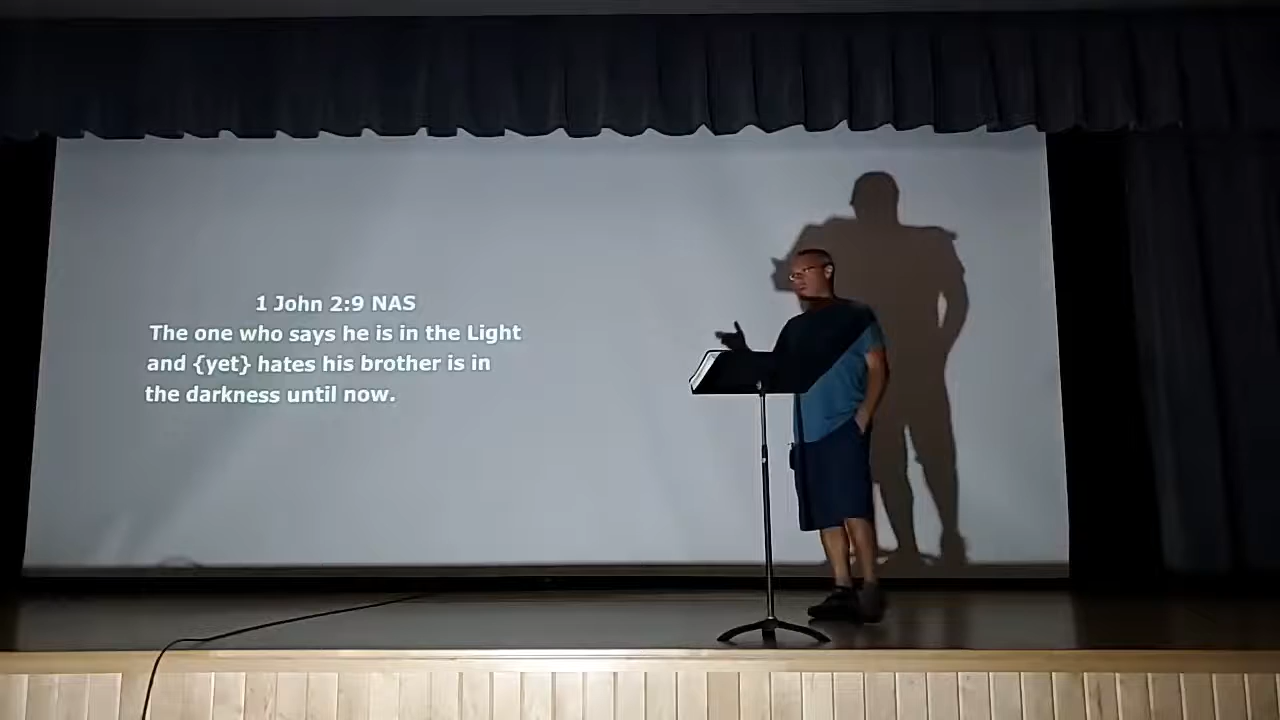 1 John 2:9 NAS
The one who says he is in the Light
and {yet} hates his brother is in
the darkness until now.